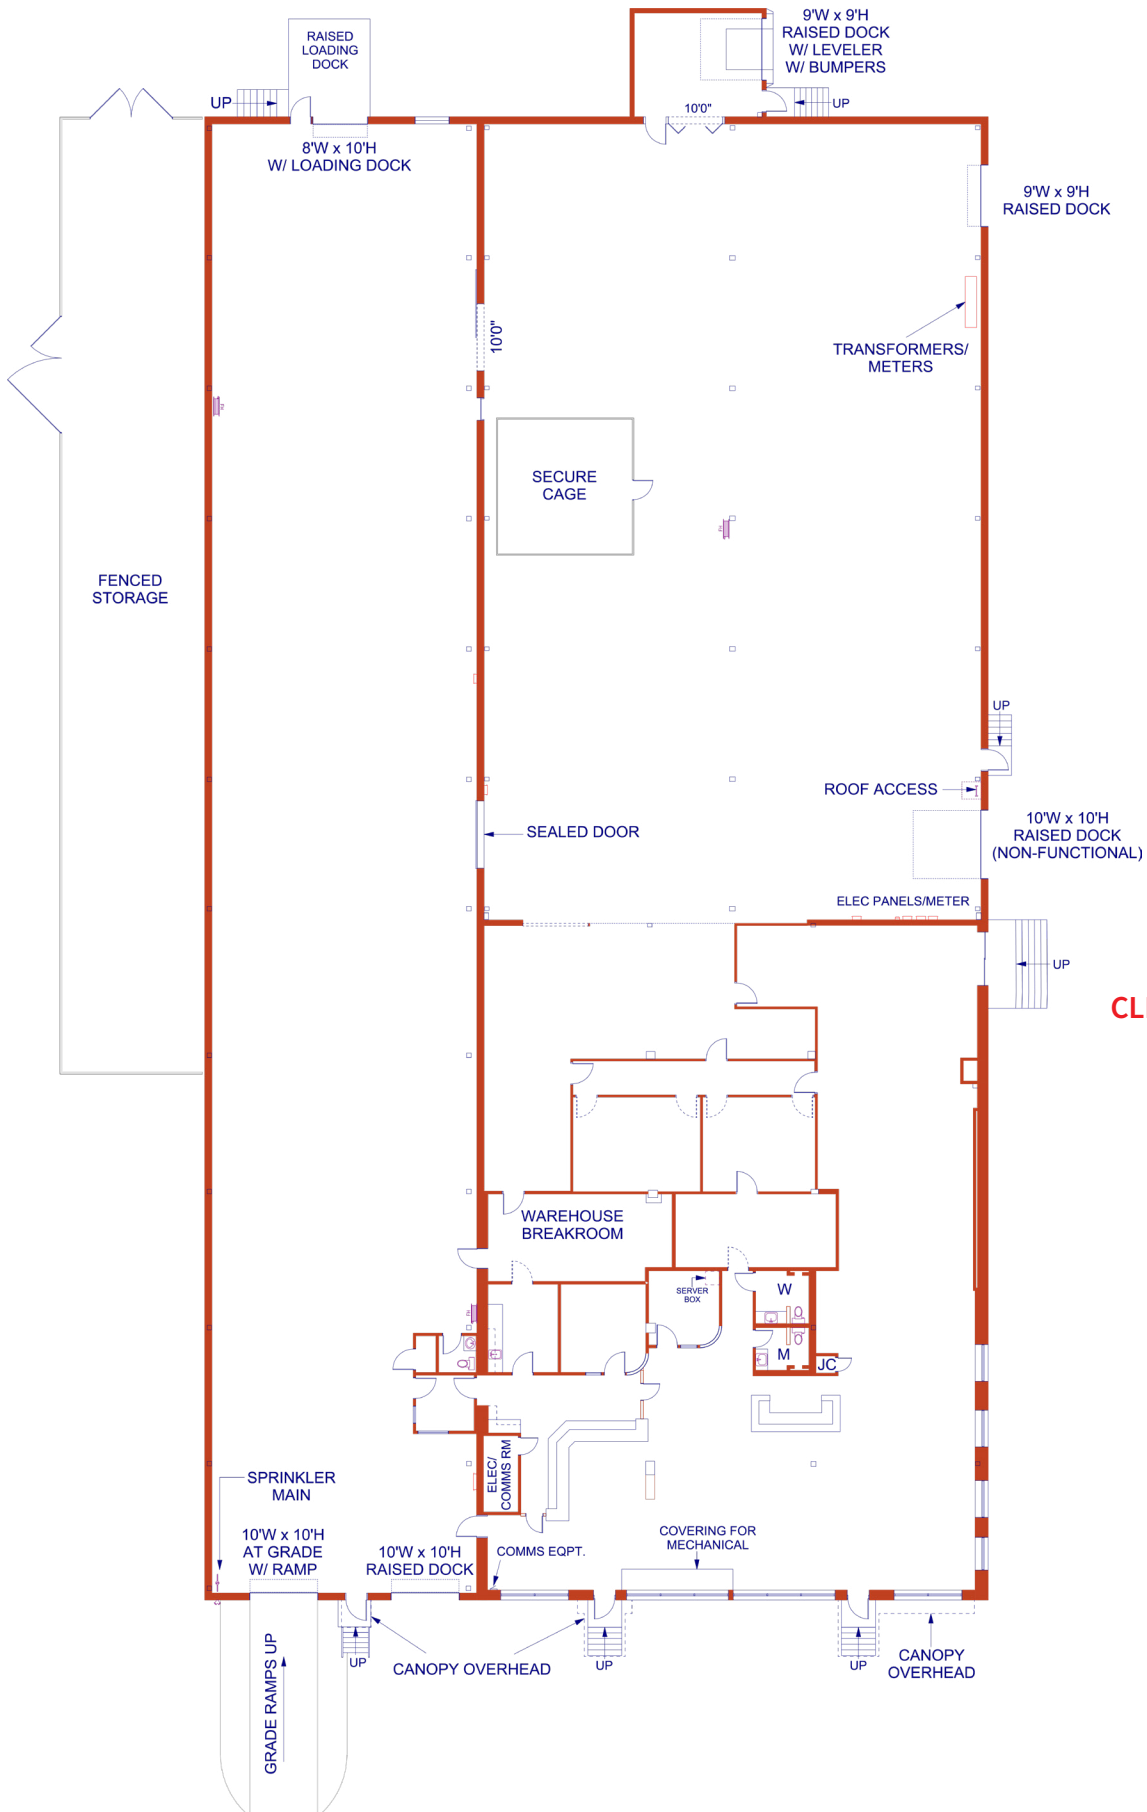 9'W x 9'H
RAISED DOCK
W/ LEVELER
W/ BUMPERS
RAISED
LOADING
DOCK
UP
10'0"
UP
8'W x 10'H
W/ LOADING DOCK
9'W x 9'H
RAISED DOCK
10'0"
TRANSFORMERS/
METERS
SECURE
CAGE
FENCED
STORAGE
UP
ROOF ACCESS
SEALED DOOR
10'W x 10'H
RAISED DOCK
(NON-FUNCTIONAL)
ELEC PANELS/METER
UP
CL
WAREHOUSE
BREAKROOM
SERVER
BOX
W
M
JC
ELEC/
COMMS RM
SPRINKLER
MAIN
10'W x 10'H
AT GRADE
W/ RAMP
10'W x 10'H
RAISED DOCK
COMMS EQPT.
COVERING FOR
MECHANICAL
GRADE RAMPS UP
UP
CANOPY OVERHEAD
UP
UP
CANOPY
OVERHEAD